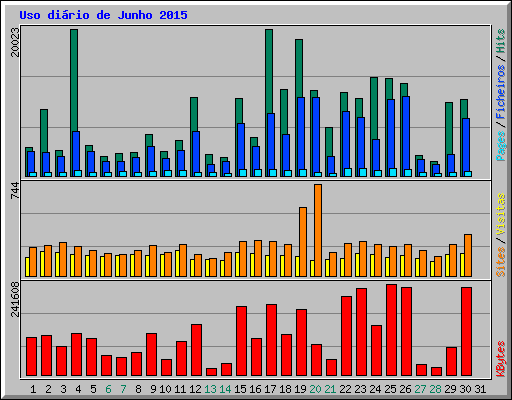 Uso diário de Junho 2015
20023
Pages / Ficheiros / Hits
744
Sites / Visitas
241608
KBytes
1 2 3 4 5 6 7 8 9 10 11 12 13 14 15 16 17 18 19 20 21 22 23 24 25 26 27 28 29 30 31